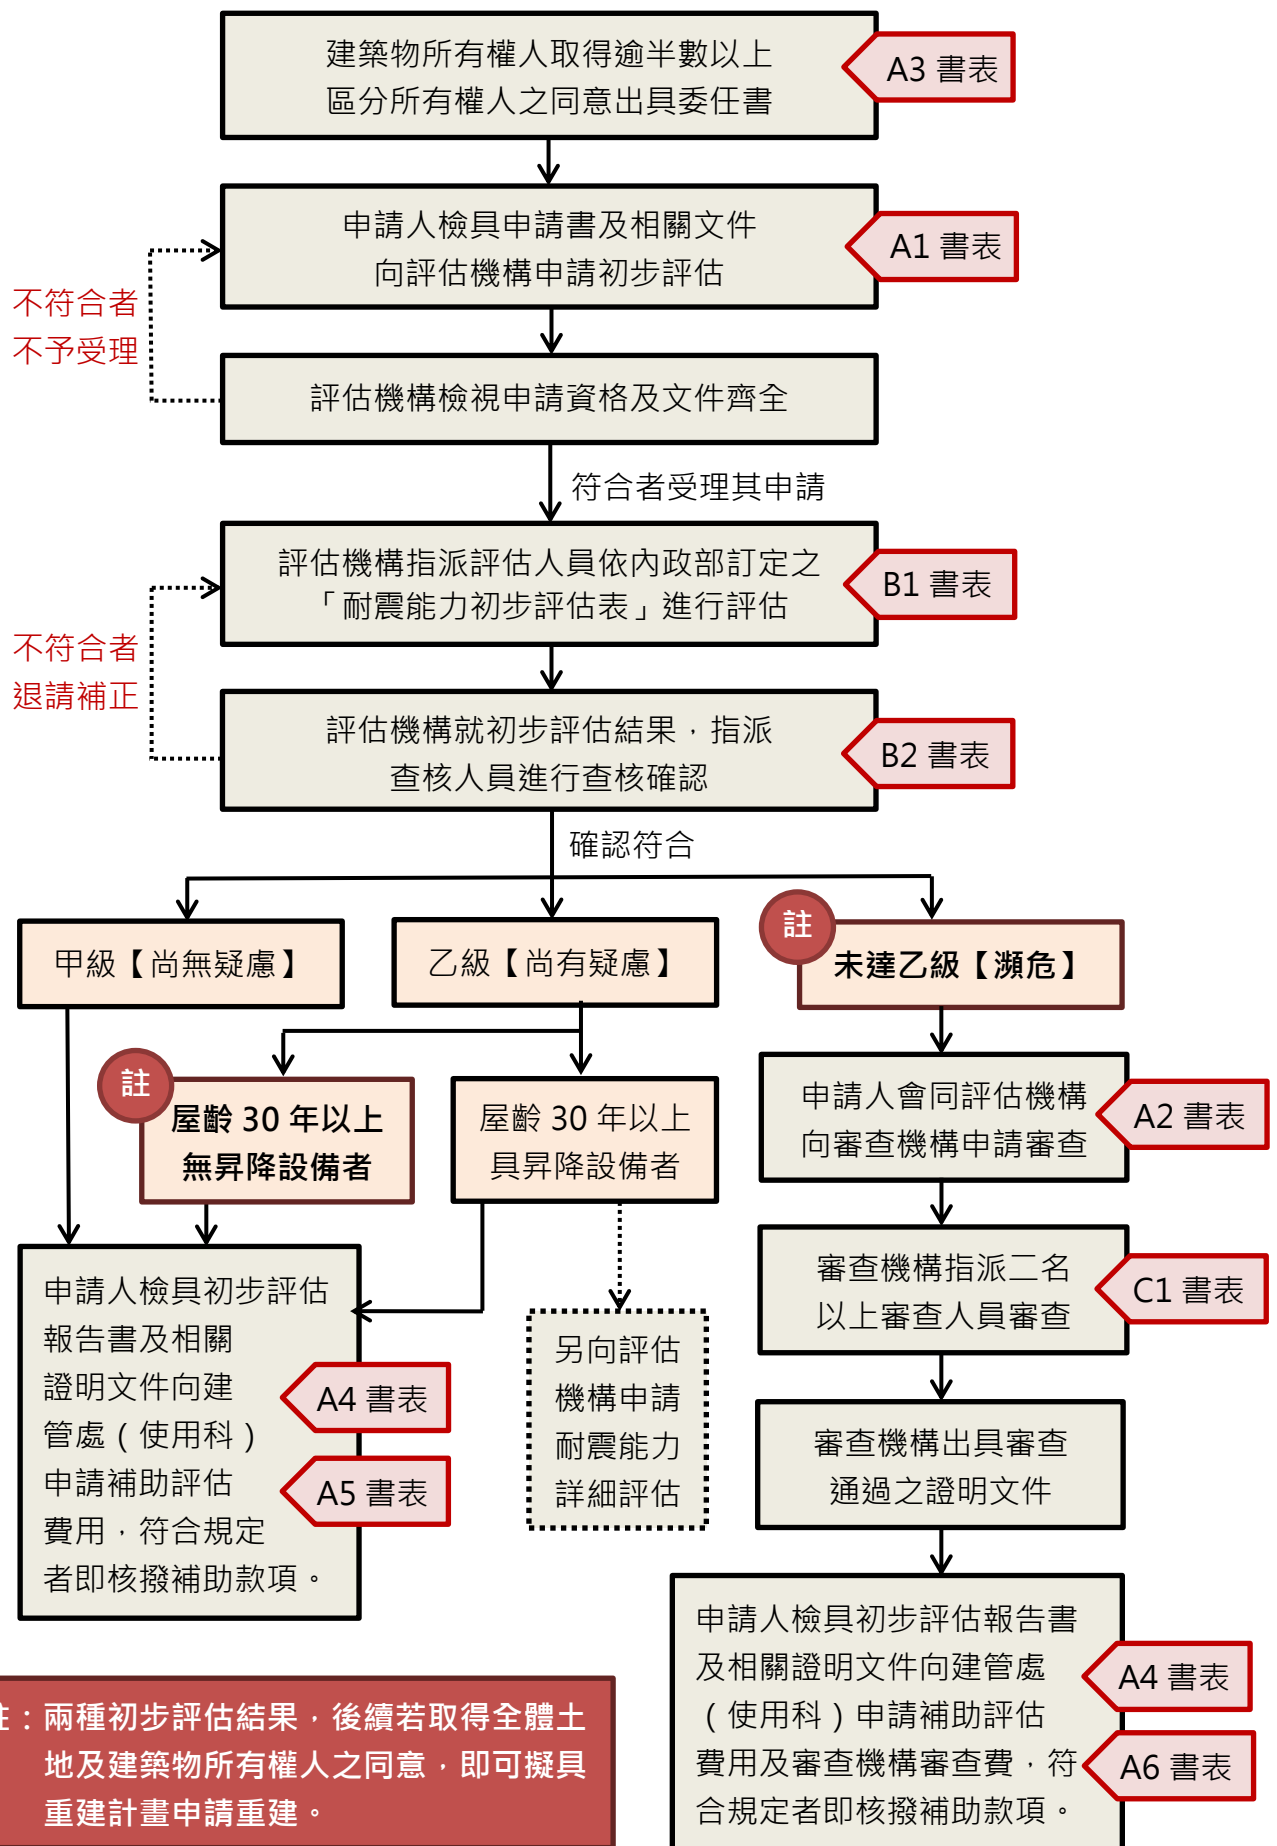 建築物所有權人取得逾半數以上
區分所有權人之同意出具委任書
A3 書表
申請人檢具申請書及相關文件
向評估機構申請初步評估
A1 書表
不符合者
不予受理
評估機構檢視申請資格及文件齊全
符合者受理其申請
評估機構指派評估人員依內政部訂定之
「耐震能力初步評估表」進行評估
B1 書表
不符合者
退請補正
評估機構就初步評估結果，指派
查核人員進行查核確認
B2 書表
確認符合
甲級【尚無疑慮】
乙級【尚有疑慮】
註
未達乙級【瀕危】
註
屋齡 30 年以上
無昇降設備者
屋齡 30 年以上
具昇降設備者
申請人會同評估機構
向審查機構申請審查
A2 書表
審查機構指派二名
以上審查人員審查
C1 書表
申請人檢具初步評估
報告書及相關
證明文件向建
管處（使用科）
申請補助評估
費用，符合規定
者即核撥補助款項。
A4 書表
A5 書表
另向評估
機構申請
耐震能力
詳細評估
審查機構出具審查
通過之證明文件
申請人檢具初步評估報告書
及相關證明文件向建管處
（使用科）申請補助評估
費用及審查機構審查費，符
合規定者即核撥補助款項。
A4 書表
A6 書表
註：兩種初步評估結果，後續若取得全體土
地及建築物所有權人之同意，即可擬具
重建計畫申請重建。